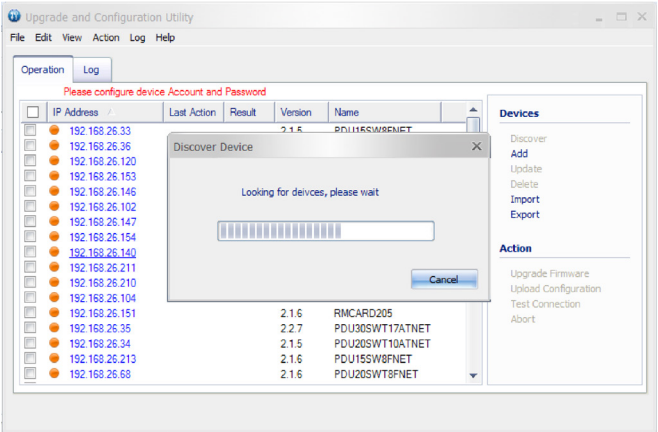 Upgrade and Configuration Utility
File Edit View Action Log Help
Operation Log
Please configure device Account and Password
IP Address Last Action Result Version Name
192.168.26.33 2.1.5 PDU15SW8FNET
192.168.26.36
192.168.26.120
192.168.26.153
192.168.26.146
192.168.26.102
192.168.26.147
192.168.26.154
192.168.26.140
192.168.26.211
192.168.26.210
192.168.26.104
192.168.26.151 2.1.6 RMCARD205
192.168.26.35 2.2.7 PDU30SWT17ATNET
192.168.26.34 2.1.5 PDU20SWT10ATNET
192.168.26.213 2.1.6 PDU15SW8FNET
192.168.26.68 2.1.6 PDU20SWT8FNET
Discover Device
Looking for deivces, please wait
Cancel
Devices
Discover
Add
Update
Delete
Import
Export
Action
Upgrade Firmware
Upload Configuration
Test Connection
Abort